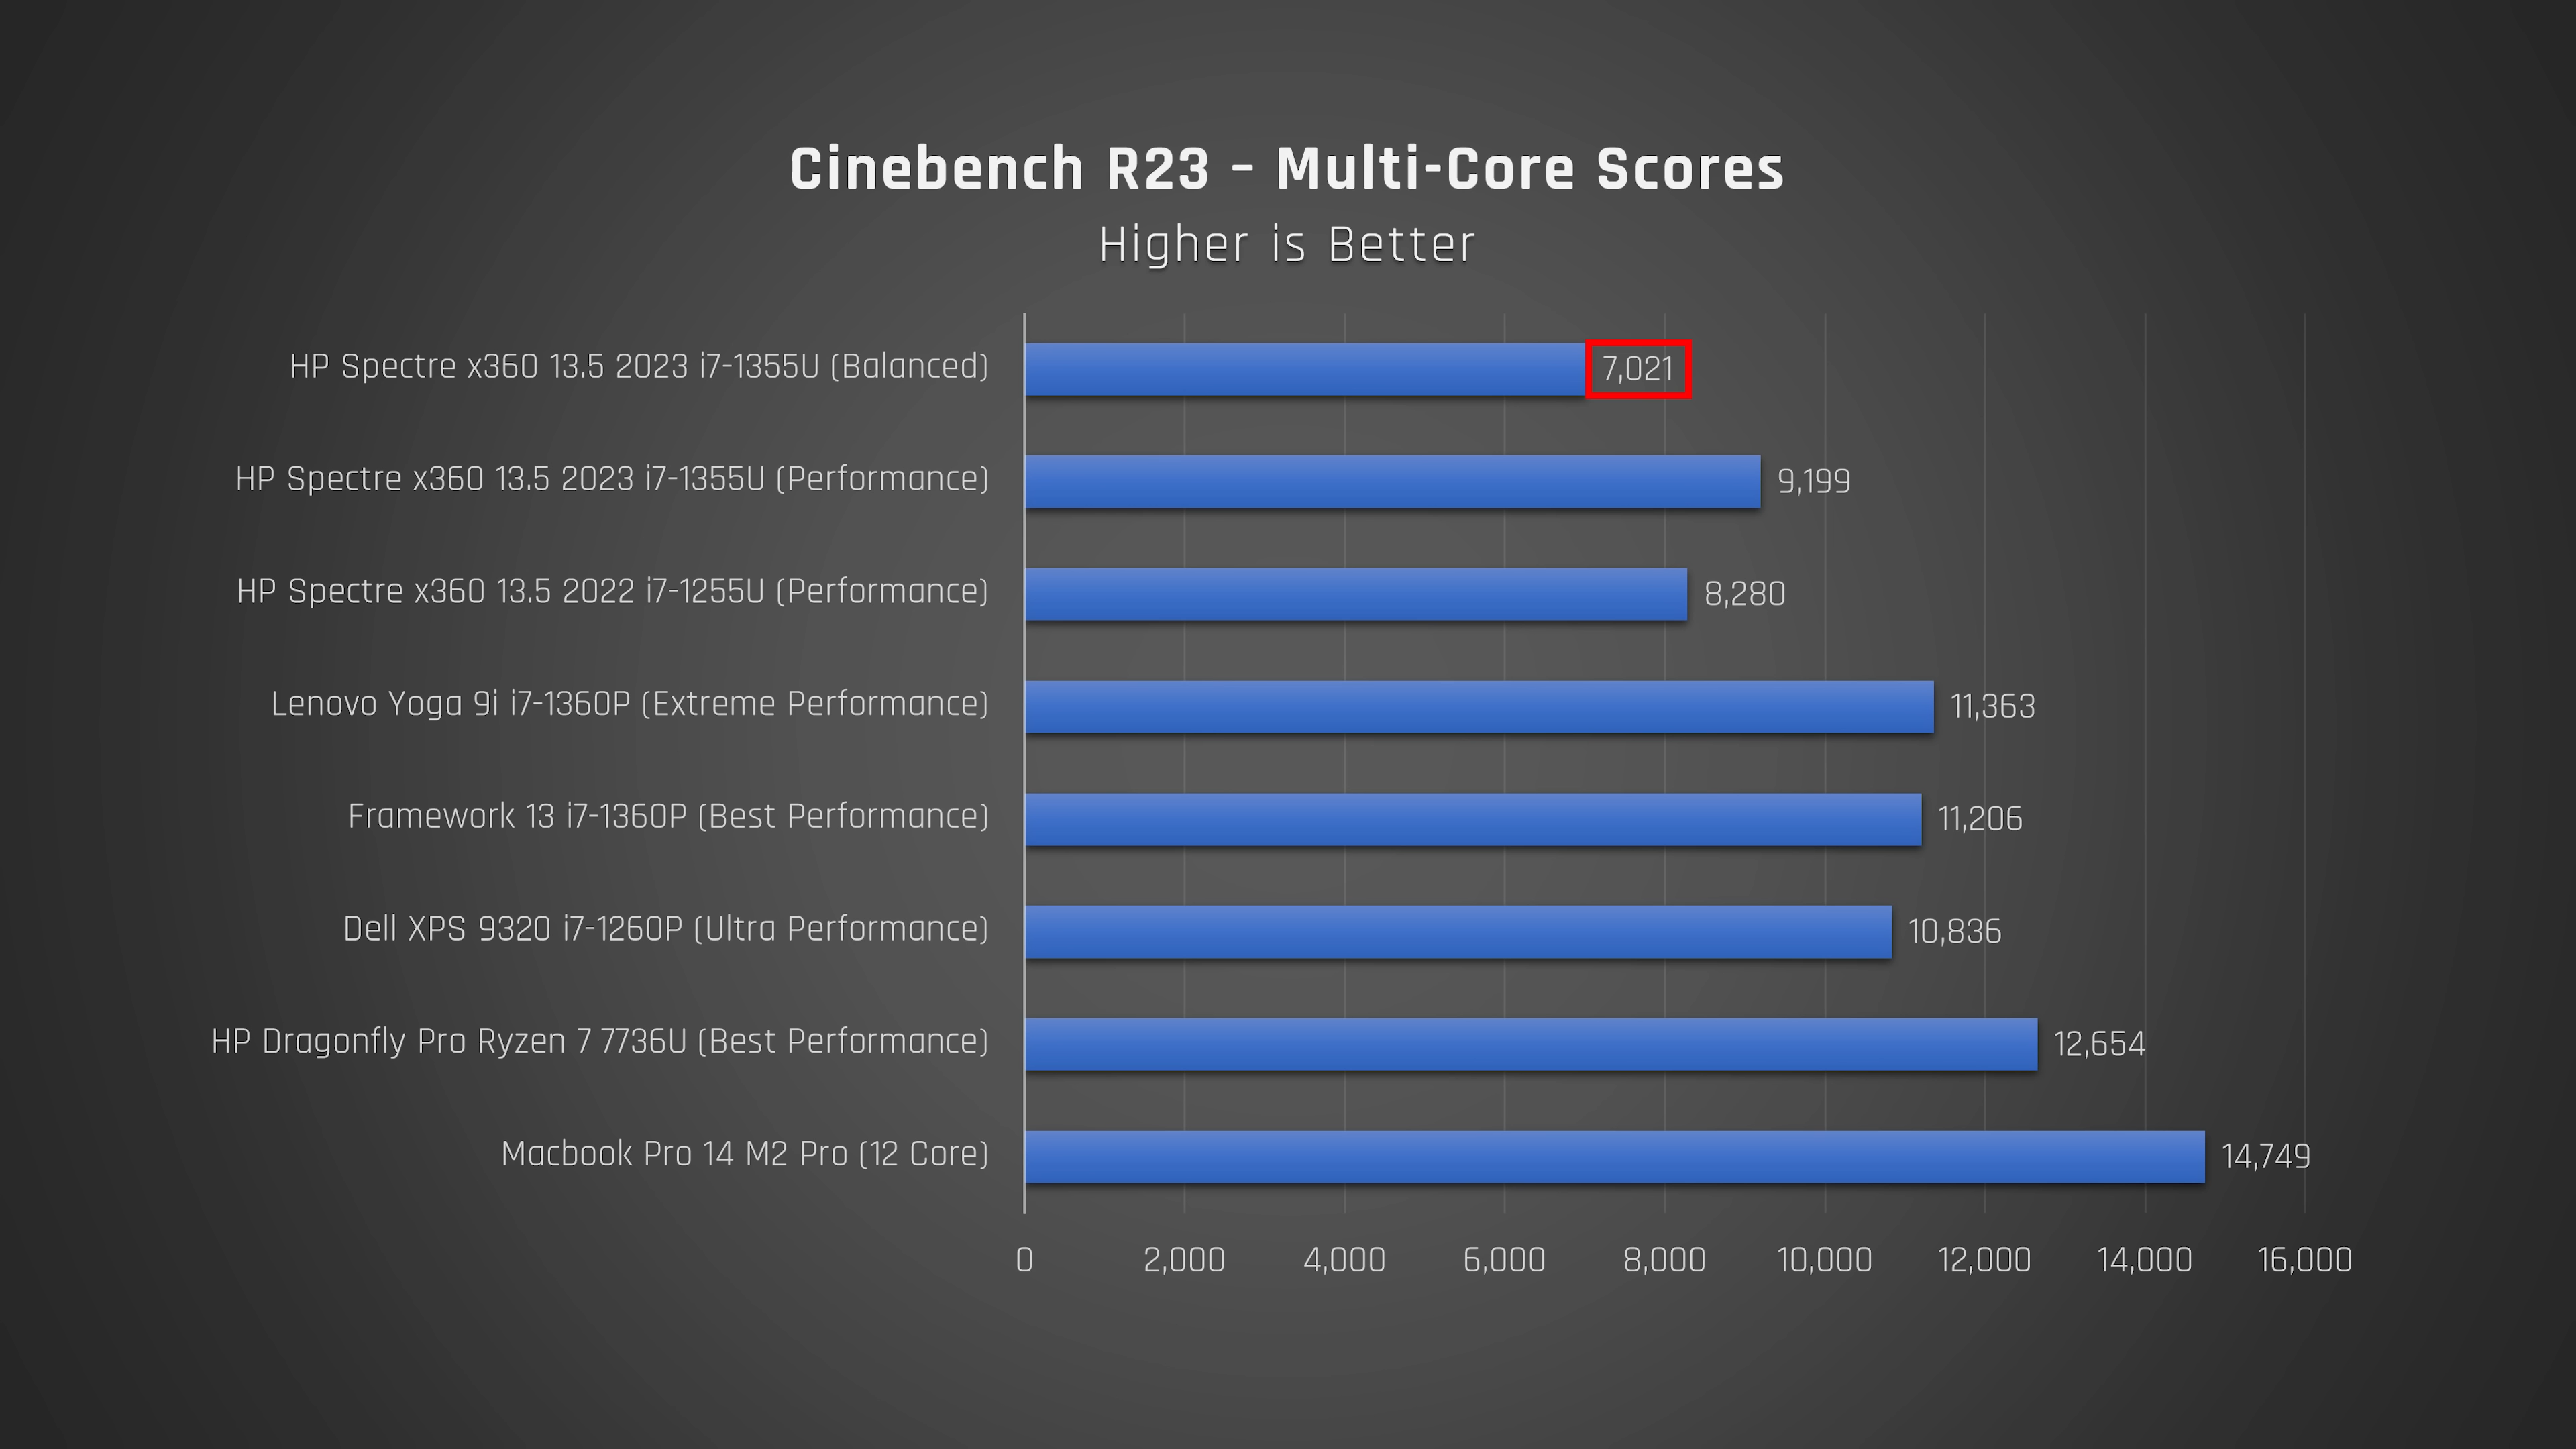 Cinebench R23 – Multi-Core Scores
Higher is Better
HP Spectre x360 13.5 2023 i7-1355U (Balanced) 7,021
HP Spectre x360 13.5 2023 i7-1355U (Performance) 9,199
HP Spectre x360 13.5 2022 i7-1255U (Performance) 8,280
Lenovo Yoga 9i i7-1360P (Extreme Performance) 11,363
Framework 13 i7-1360P (Best Performance) 11,206
Dell XPS 9320 i7-1260P (Ultra Performance) 10,836
HP Dragonfly Pro Ryzen 7 7736U (Best Performance) 12,654
Macbook Pro 14 M2 Pro (12 Core) 14,749
0 2,000 4,000 6,000 8,000 10,000 12,000 14,000 16,000